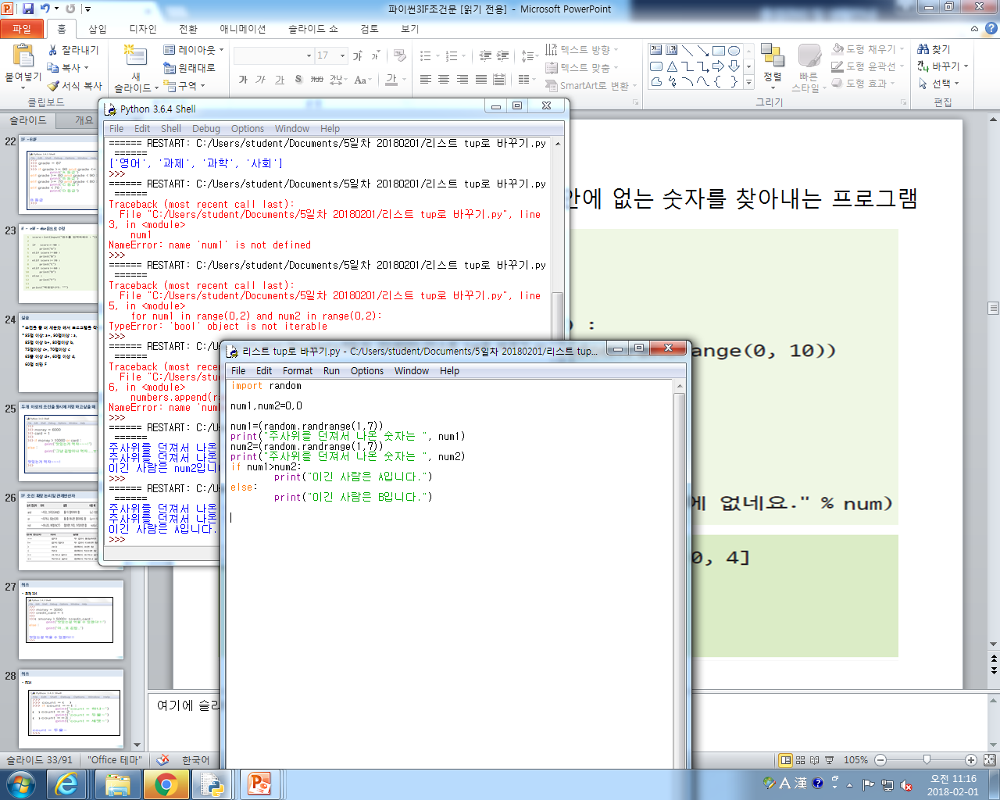 파이썬3IF조건문 [읽기 전용] - Microsoft PowerPoint
파일 홈 삽입 디자인 전환 애니메이션 슬라이드 쇼 검토 보기
붙여넣기
잘라내기
복사
서식 복사
클립보드
새
슬라이드
레이아웃
원래대로
구역
17
텍스트 방향
텍스트 맞춤
SmartArt로 변환
정렬
빠른
스타일
도형 채우기
도형 윤곽선
도형 효과
그리기
찾기
바꾸기
선택
편집
슬라이드 개요
22
23
24
25
26
27
28
Python 3.6.4 Shell
File Edit Shell Debug Options Window Help
====== RESTART: C:/Users/student/Documents/5일차 20180201/리스트 tup로 바꾸기.py
======
['영어', '과제', '과학', '사회']
>>>
====== RESTART: C:/Users/student/Documents/5일차 20180201/리스트 tup로 바꾸기.py
======
Traceback (most recent call last):
File "C:/Users/student/Documents/5일차 20180201/리스트 tup로 바꾸기.py", line
3, in <module>
num1
NameError: name 'num1' is not defined
>>>
====== RESTART: C:/Users/student/Documents/5일차 20180201/리스트 tup로 바꾸기.py
======
Traceback (most recent call last):
File "C:/Users/student/Documents/5일차 20180201/리스트 tup로 바꾸기.py", line
5, in <module>
for num1 in range(0,2) and num2 in range(0,2):
TypeError: 'bool' object is not iterable
>>>
====== RESTART: C:/U
======
Traceback (most rece
File "C:/Users/st
6, in <module>
numbers.append(r
NameError: name 'num
>>>
====== RESTART: C:/U
======
주사위를 던져서 나온
주사위를 던져서 나온
이긴 사람은 num2입니
>>>
====== RESTART: C:/U
======
주사위를 던져서 나온
주사위를 던져서 나온
이긴 사람은 A입니다.
>>>
리스트 tup로 바꾸기.py - C:/Users/student/Documents/5일차 20180201/리스트 tup...
File Edit Format Run Options Window Help
import random
num1,num2=0,0
num1=(random.randrange(1,7))
print("주사위를 던져서 나온 숫자는 ", num1)
num2=(random.randrange(1,7))
print("주사위를 던져서 나온 숫자는 ", num2)
if num1>num2:
print("이긴 사람은 A입니다.")
else:
print("이긴 사람은 B입니다.")
안에 없는 숫자를 찾아내는 프로그램
) :
range(0, 10))
에 없네요." % num)
0, 4]
여기에 슬라
슬라이드 33/91 "Office 테마" 한국어
105%
A 漢
오전 11:16
2018-02-01